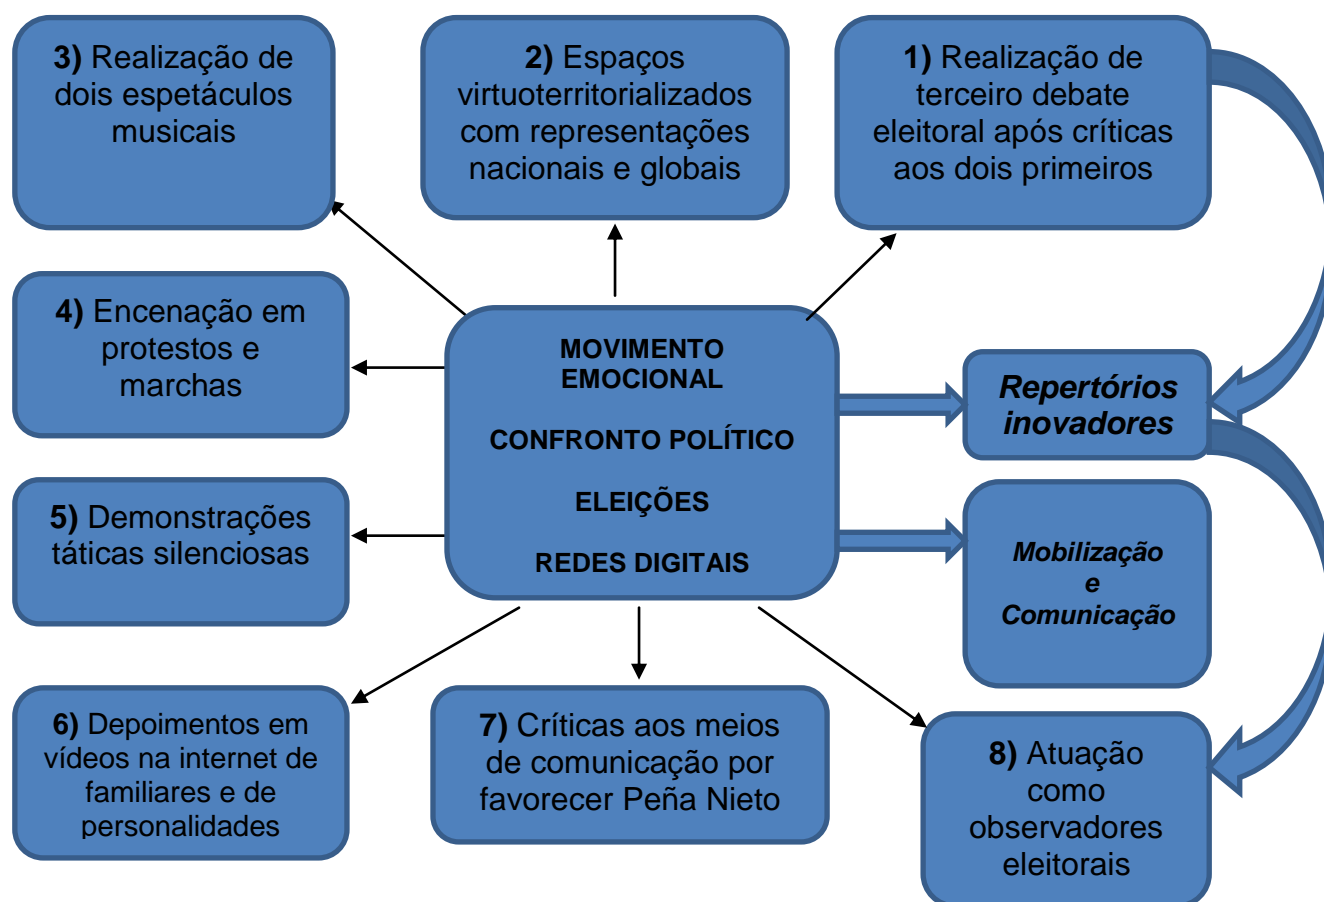 3) Realização de
dois espetáculos
musicais
2) Espaços
virtuoterritorializados
com representações
nacionais e globais
1) Realização de
terceiro debate
eleitoral após críticas
aos dois primeiros
4) Encenação em
protestos e
marchas
MOVIMENTO
EMOCIONAL
CONFRONTO POLÍTICO
ELEIÇÕES
REDES DIGITAIS
Repertórios
inovadores
5) Demonstrações
táticas silenciosas
Mobilização
e
Comunicação
6) Depoimentos em
vídeos na internet de
familiares e de
personalidades
7) Críticas aos meios
de comunicação por
favorecer Peña Nieto
8) Atuação
como
observadores
eleitorais